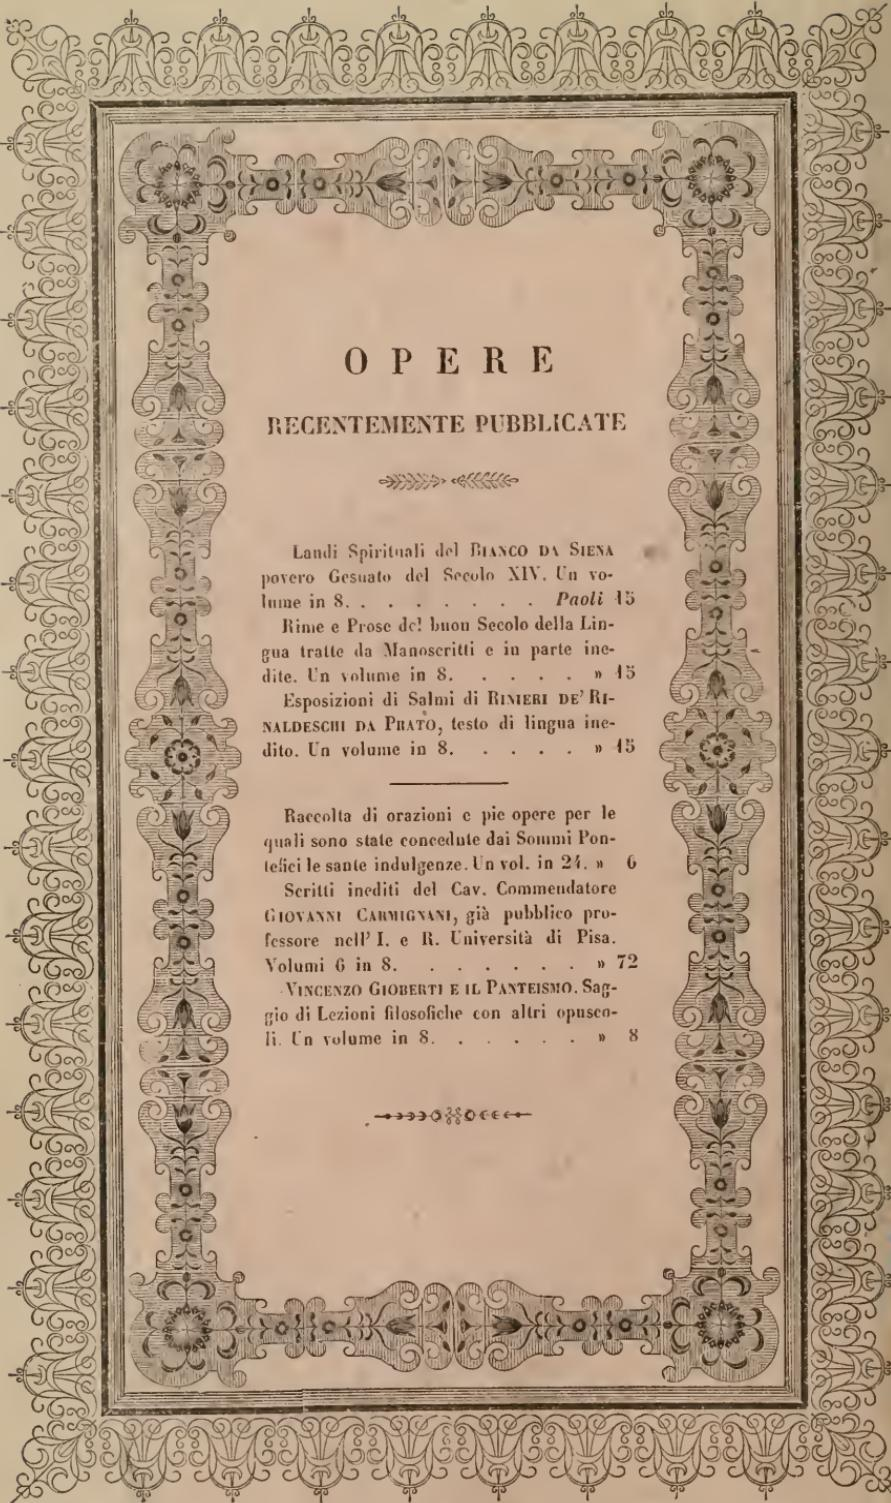 OPERE
RECENTEMENTE PUBBLICATE
Laudi Spirituali del BIANCO DA SIENA
povero Gesuato del Secolo XIV. Un vo-
lume in 8. . . . . . . . Paoli 15
Rime e Prose del buon Secolo della Lin-
gua tratte da Manoscritti e in parte ine-
dite. Un volume in 8. . . . . . » 15
Esposizioni di Salmi di RINIERI DE' RI-
NALDESCHI DA PRATO, testo di lingua ine-
dito. Un volume in 8. . . . . . » 15
Raccolta di orazioni e pie opere per le
quali sono state concedute dai Sommi Pon-
tefici le sante indulgenze. Un vol. in 24. » 6
Scritti inediti del Cav. Commendatore
GIOVANNI CARMIGNANI, già pubblico pro-
fessore nell' I. e R. Università di Pisa.
Volumi 6 in 8. . . . . . . . » 72
VINCENZO GIOBERTI E IL PANTEISMO. Sag-
gio di Lezioni filosofiche con altri opusco-
li. Un volume in 8. . . . . . » 8